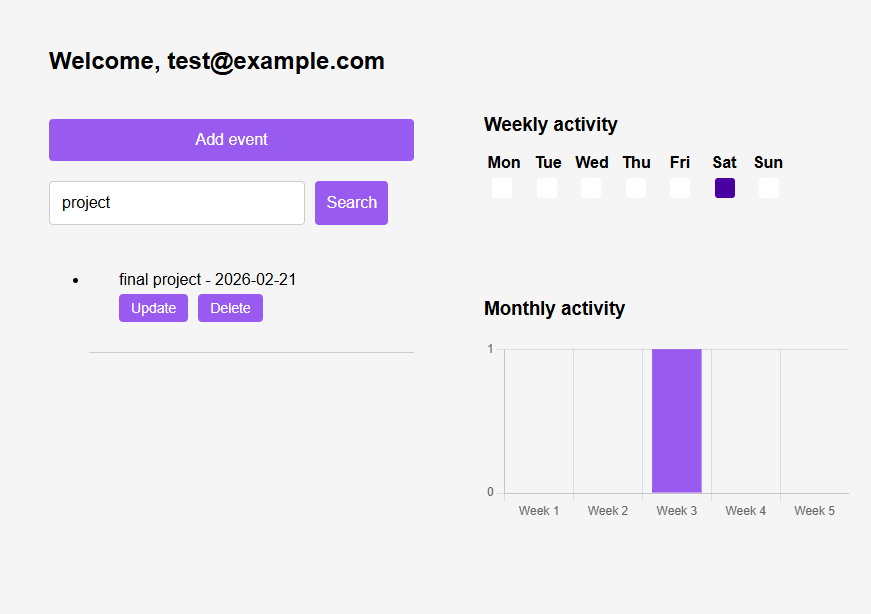 Welcome, test@example.com
Add event
project
Search
final project - 2026-02-21
Update
Delete
Weekly activity
Mon Tue Wed Thu Fri Sat Sun
Monthly activity
1
0
Week 1 Week 2 Week 3 Week 4 Week 5